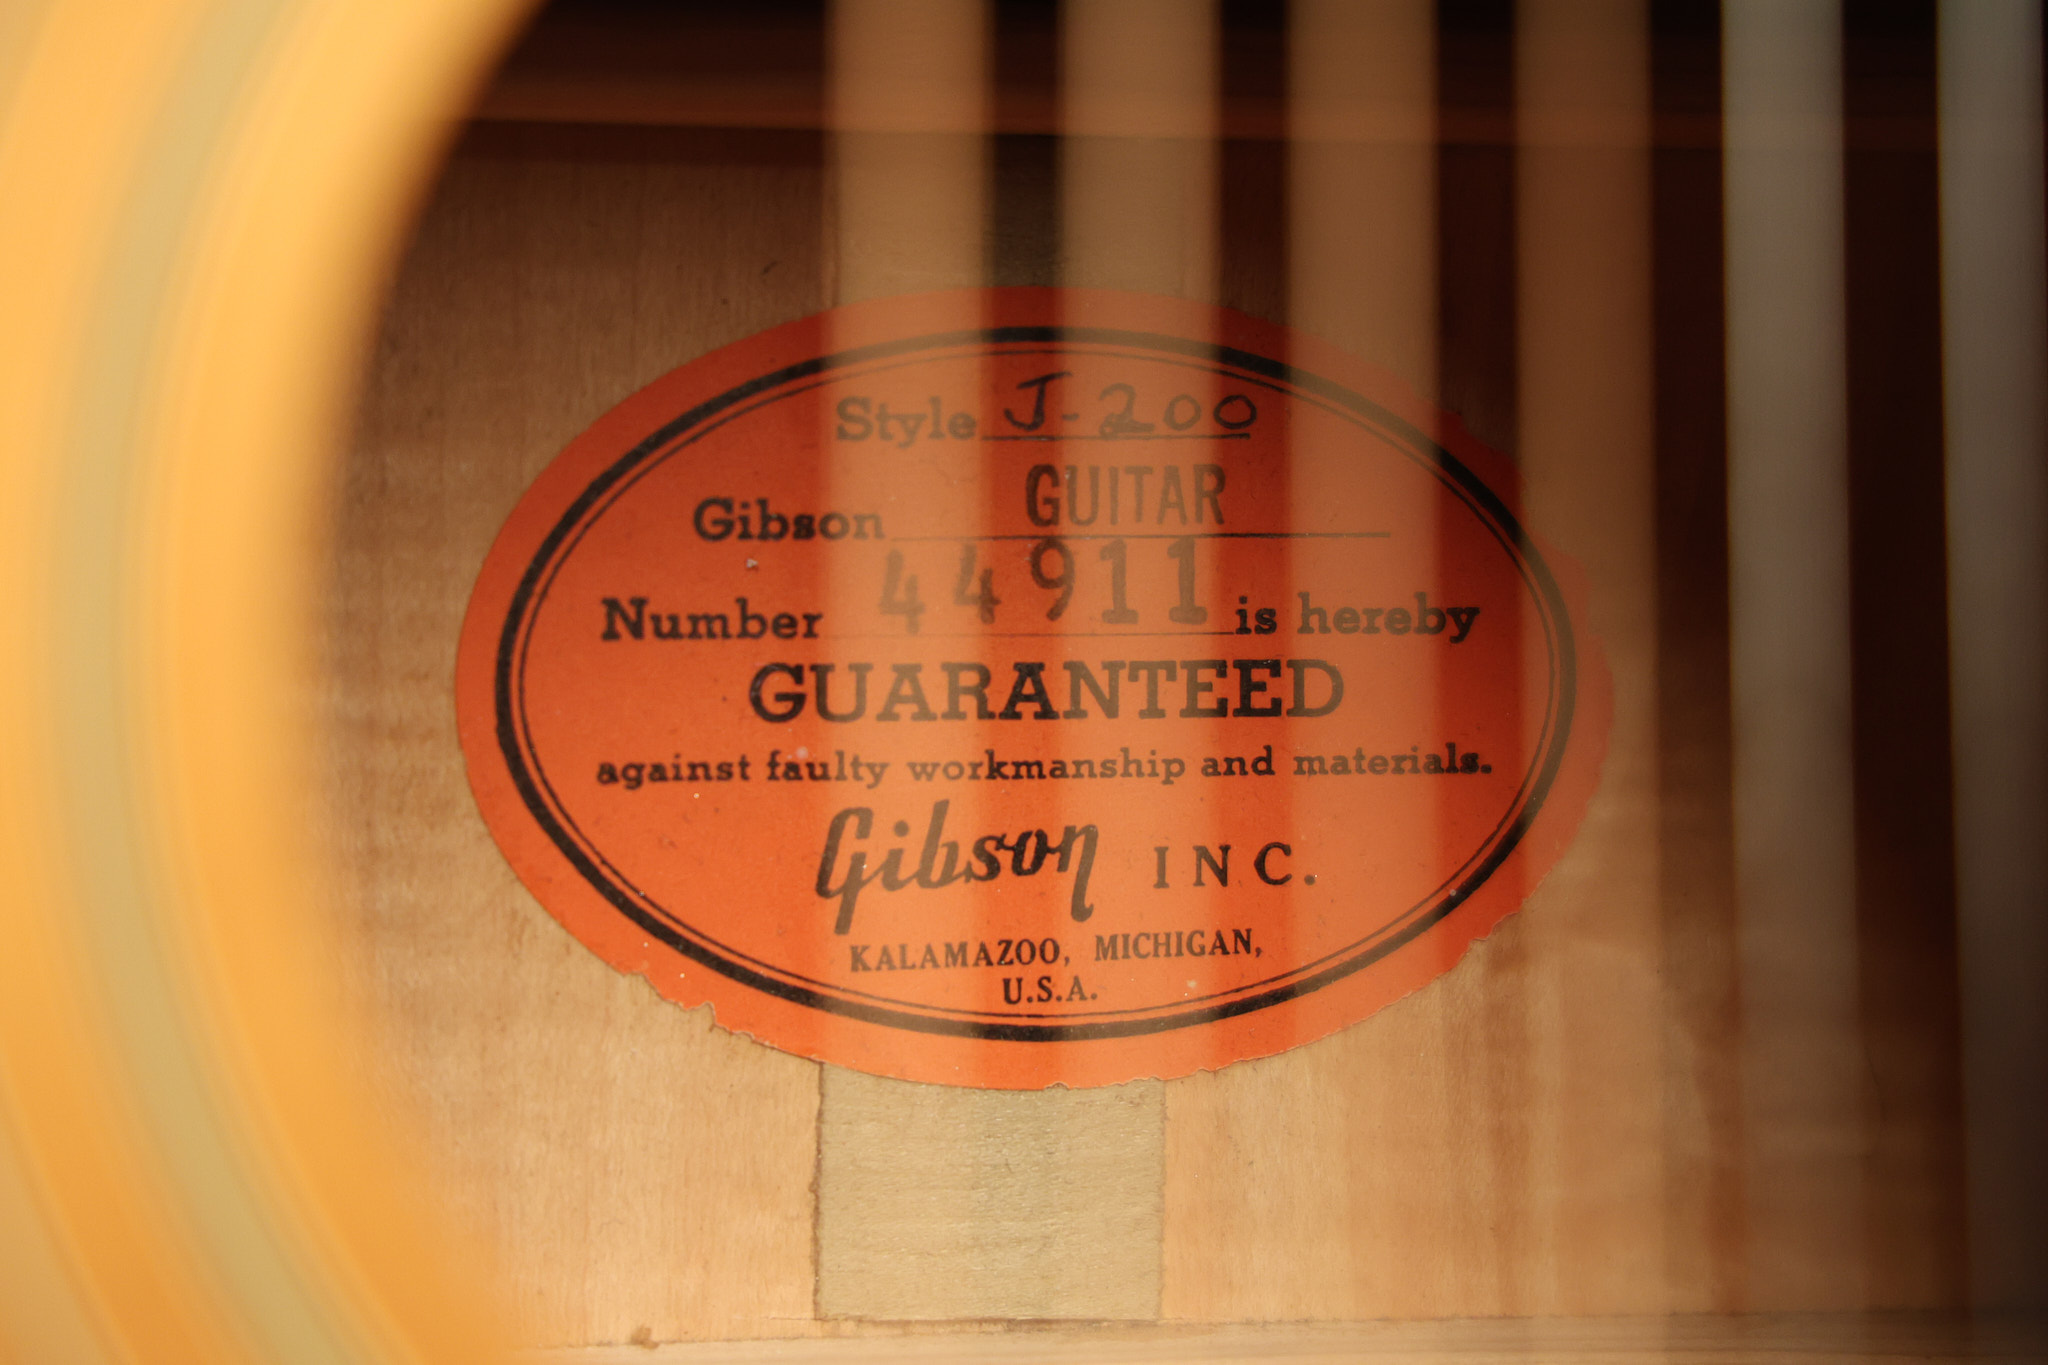 Style J-200
Gibson GUITAR
Number 44911 is hereby
GUARANTEED
against faulty workmanship and materials.
Gibson INC.
KALAMAZOO, MICHIGAN,
U.S.A.